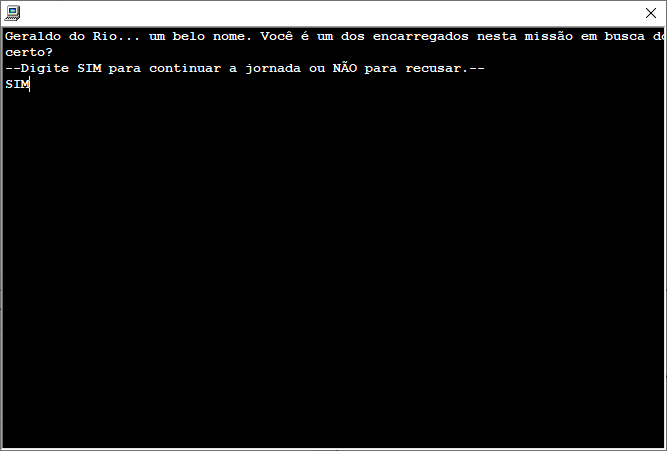 Geraldo do Rio... um belo nome. Você é um dos encarregados nesta missão em busca
certo?
--Digite SIM para continuar a jornada ou NÃO para recusar.--
SIM